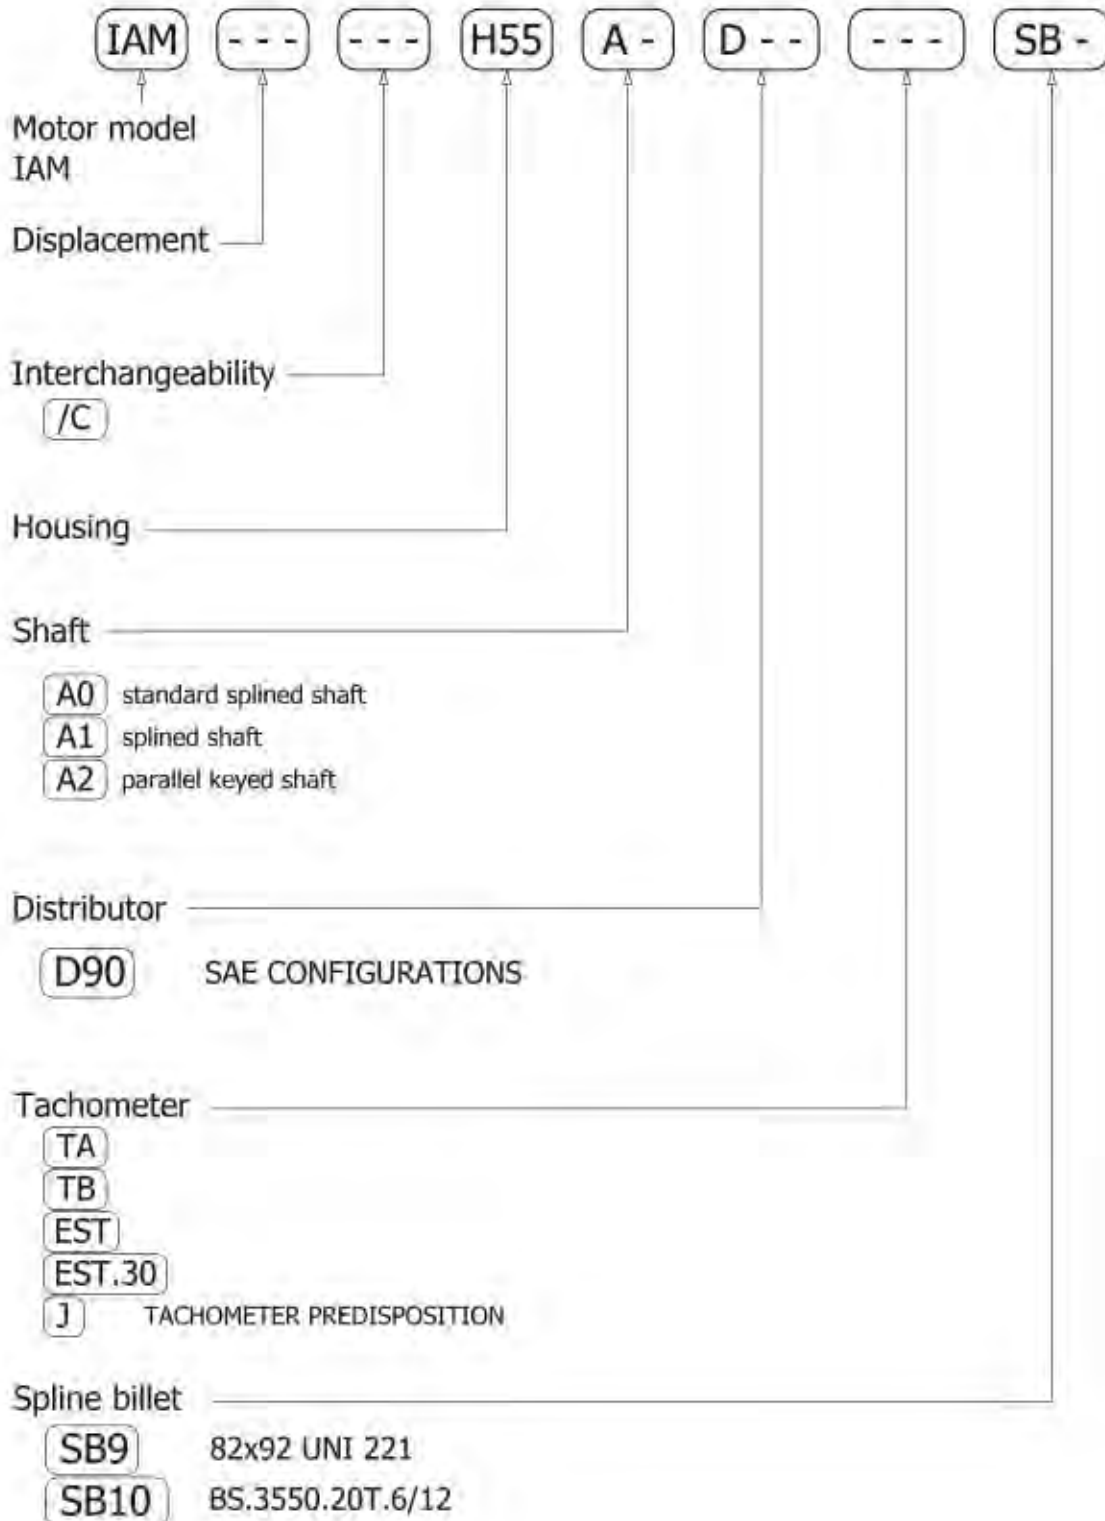 IAM - - - - - - H55 A - D - - - - - SB -
Motor model
IAM
Displacement
Interchangeability
/C
Housing
Shaft
A0 standard splined shaft
A1 splined shaft
A2 parallel keyed shaft
Distributor
D90 SAE CONFIGURATIONS
Tachometer
TA
TB
EST
EST.30
J TACHOMETER PREDISPOSITION
Spline billet
SB9 82x92 UNI 221
SB10 BS.3550.20T.6/12